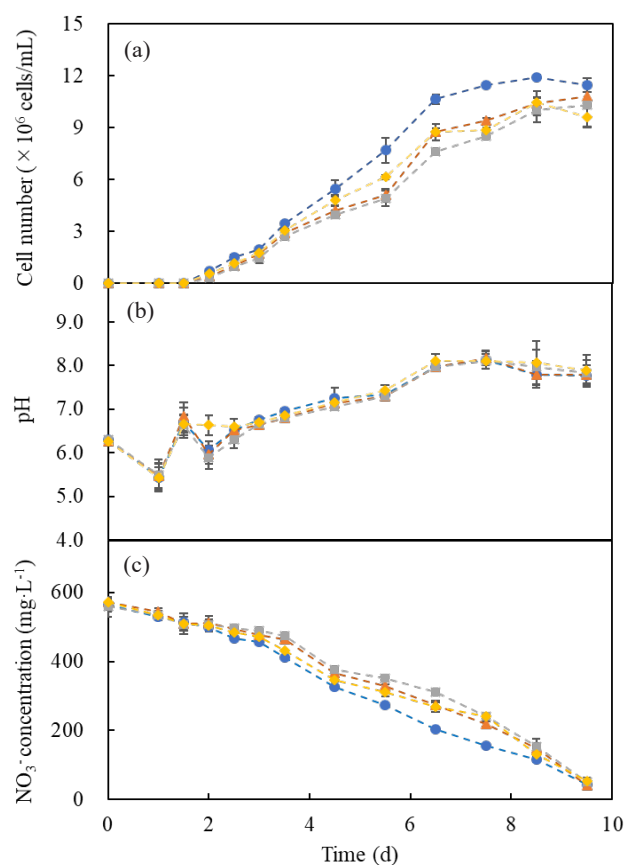 15
12
9
6
3
0
Cell number (×10⁶ cells/mL)
(a)
9.0
8.0
7.0
6.0
5.0
4.0
pH
(b)
600
400
200
0
NO₃⁻ concentration (mg·L⁻¹)
(c)
0 2 4 6 8 10
Time (d)